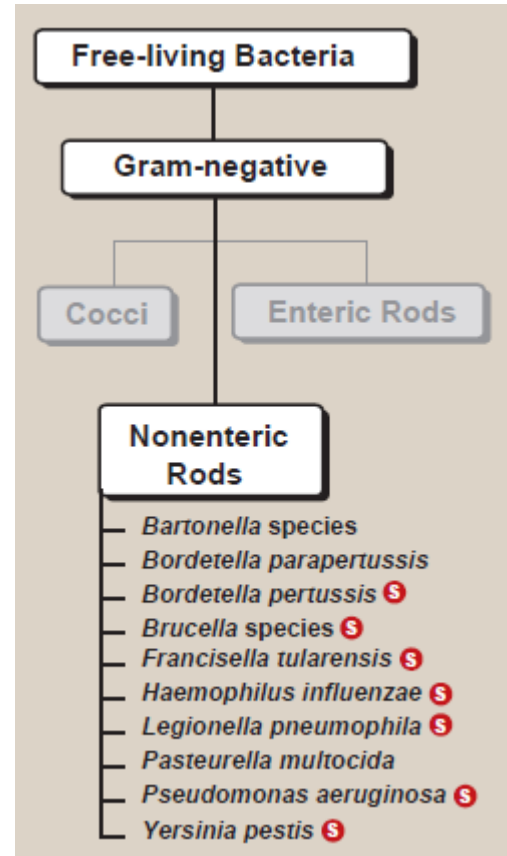 Free-living Bacteria
Gram-negative
Cocci
Enteric Rods
Nonenteric
Rods
Bartonella species
Bordetella parapertussis
Bordetella pertussis S
Brucella species S
Francisella tularensis S
Haemophilus influenzae S
Legionella pneumophila S
Pasteurella multocida
Pseudomonas aeruginosa S
Yersinia pestis S